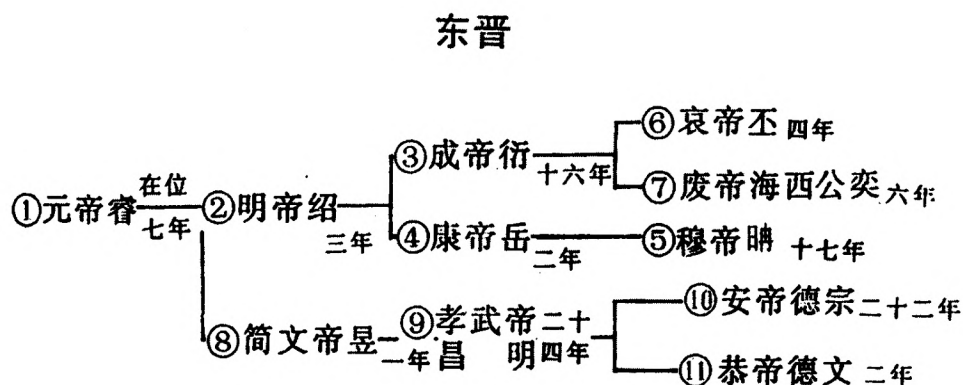 东晋
①元帝睿 在位七年
②明帝绍 三年
③成帝衍 十六年
④康帝岳 二年
⑥哀帝丕 四年
⑦废帝海西公奕 六年
⑤穆帝聃 十七年
⑧简文帝昱 一年
⑨孝武帝昌明 二十四年
⑩安帝德宗 二十二年
⑪恭帝德文 二年